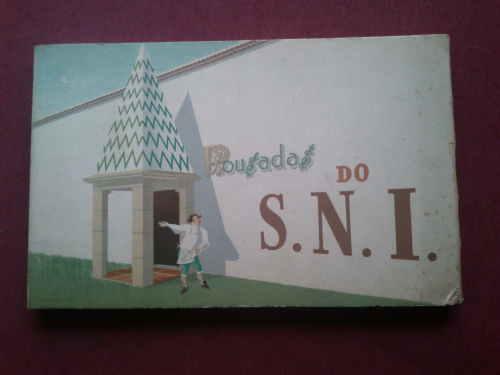 Pousadas
DO
S. N. I.